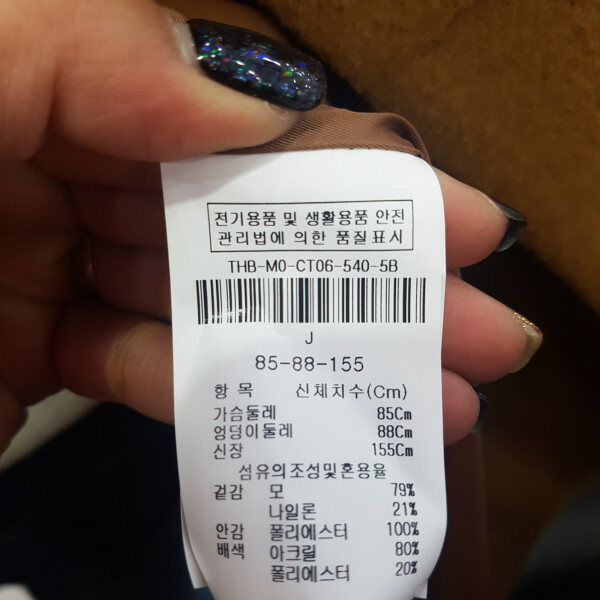 전기용품 및 생활용품 안전
관리법에 의한 품질표시
THB-M0-CT06-540-5B
J
85-88-155
항 목 신체치수(Cm)
가슴둘레 85Cm
엉덩이둘레 88Cm
신장 155Cm
섬유의조성및혼용율
겉감 모 79%
나일론 21%
안감 폴리에스터 100%
배색 아크릴 80%
폴리에스터 20%